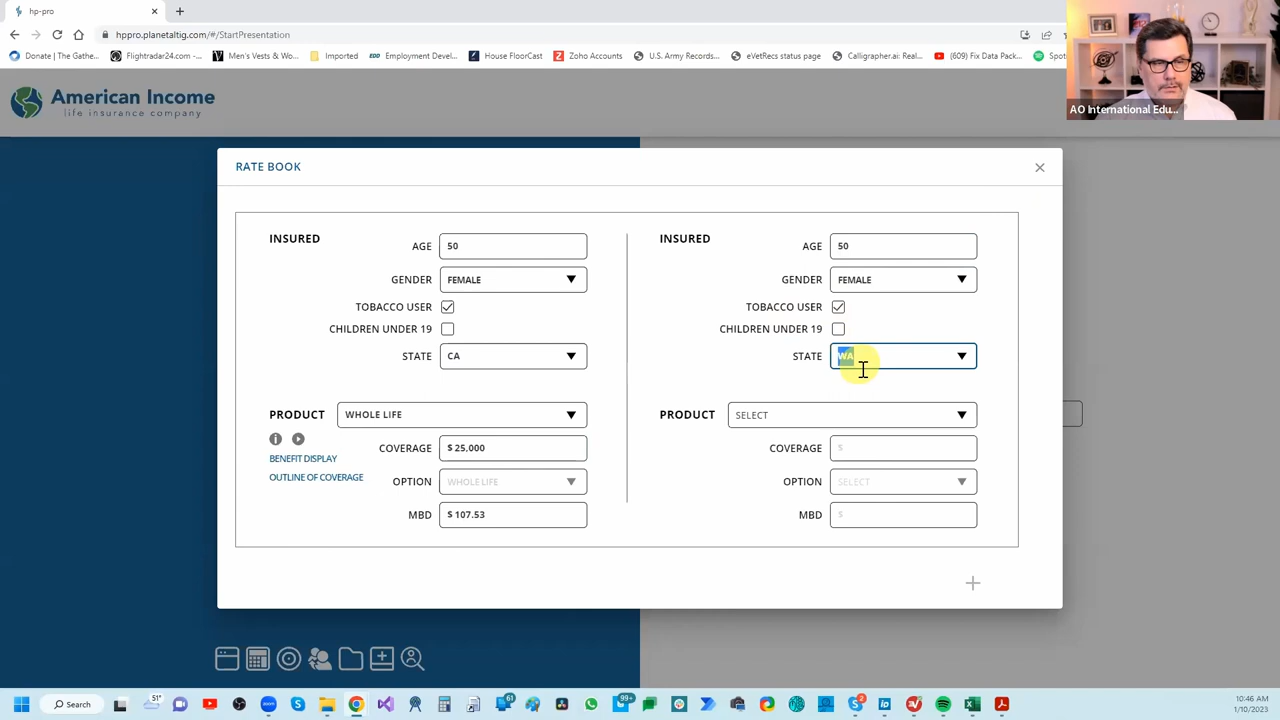 hp-pro
hppro.planetaltig.com/#/StartPresentation
Donate | The Gathe...
Flightradar24.com -...
Men's Vests & Wo...
Imported
EDD
Employment Devel...
House FloorCast
Zoho Accounts
U.S. Army Records...
eVetRecs status page
Calligrapher.ai: Real...
(609) Fix Data Pack...
AO International Edu...
American Income
life insurance company
RATE BOOK
INSURED
AGE 50
GENDER FEMALE
TOBACCO USER
CHILDREN UNDER 19
STATE CA
PRODUCT WHOLE LIFE
BENEFIT DISPLAY
OUTLINE OF COVERAGE
COVERAGE $ 25,000
OPTION WHOLE LIFE
MBD $ 107.53
INSURED
AGE 50
GENDER FEMALE
TOBACCO USER
CHILDREN UNDER 19
STATE WA
PRODUCT SELECT
COVERAGE $
OPTION SELECT
MBD $
Search
51°
61
99+
2
10:46 AM
1/10/2023